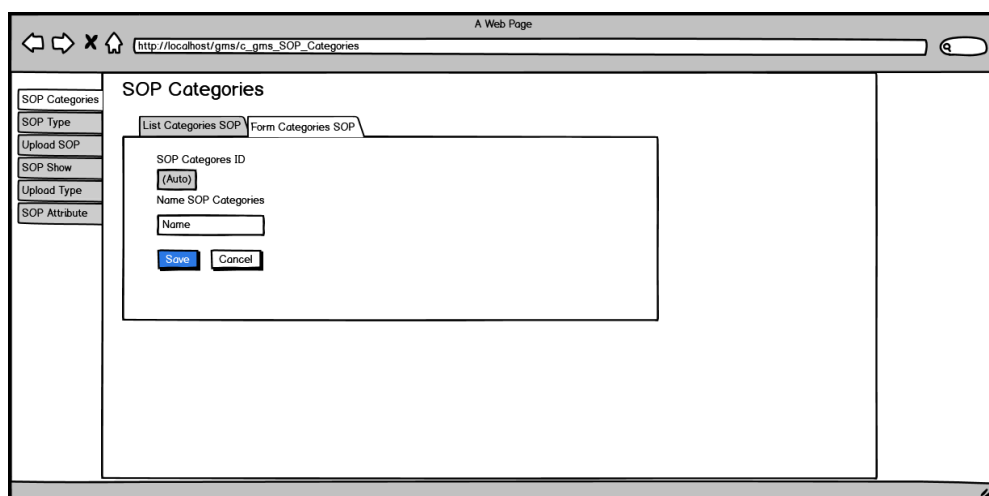 A Web Page
http://localhost/gms/c_gms_SOP_Categories
SOP Categories
SOP Type
Upload SOP
SOP Show
Upload Type
SOP Attribute
SOP Categories
List Categories SOP
Form Categories SOP
SOP Categores ID
(Auto)
Name SOP Categories
Name
Save
Cancel